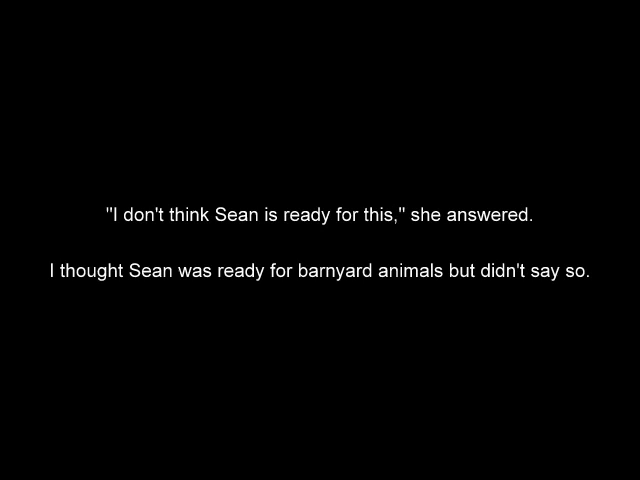 "I don't think Sean is ready for this," she answered.
I thought Sean was ready for barnyard animals but didn't say so.